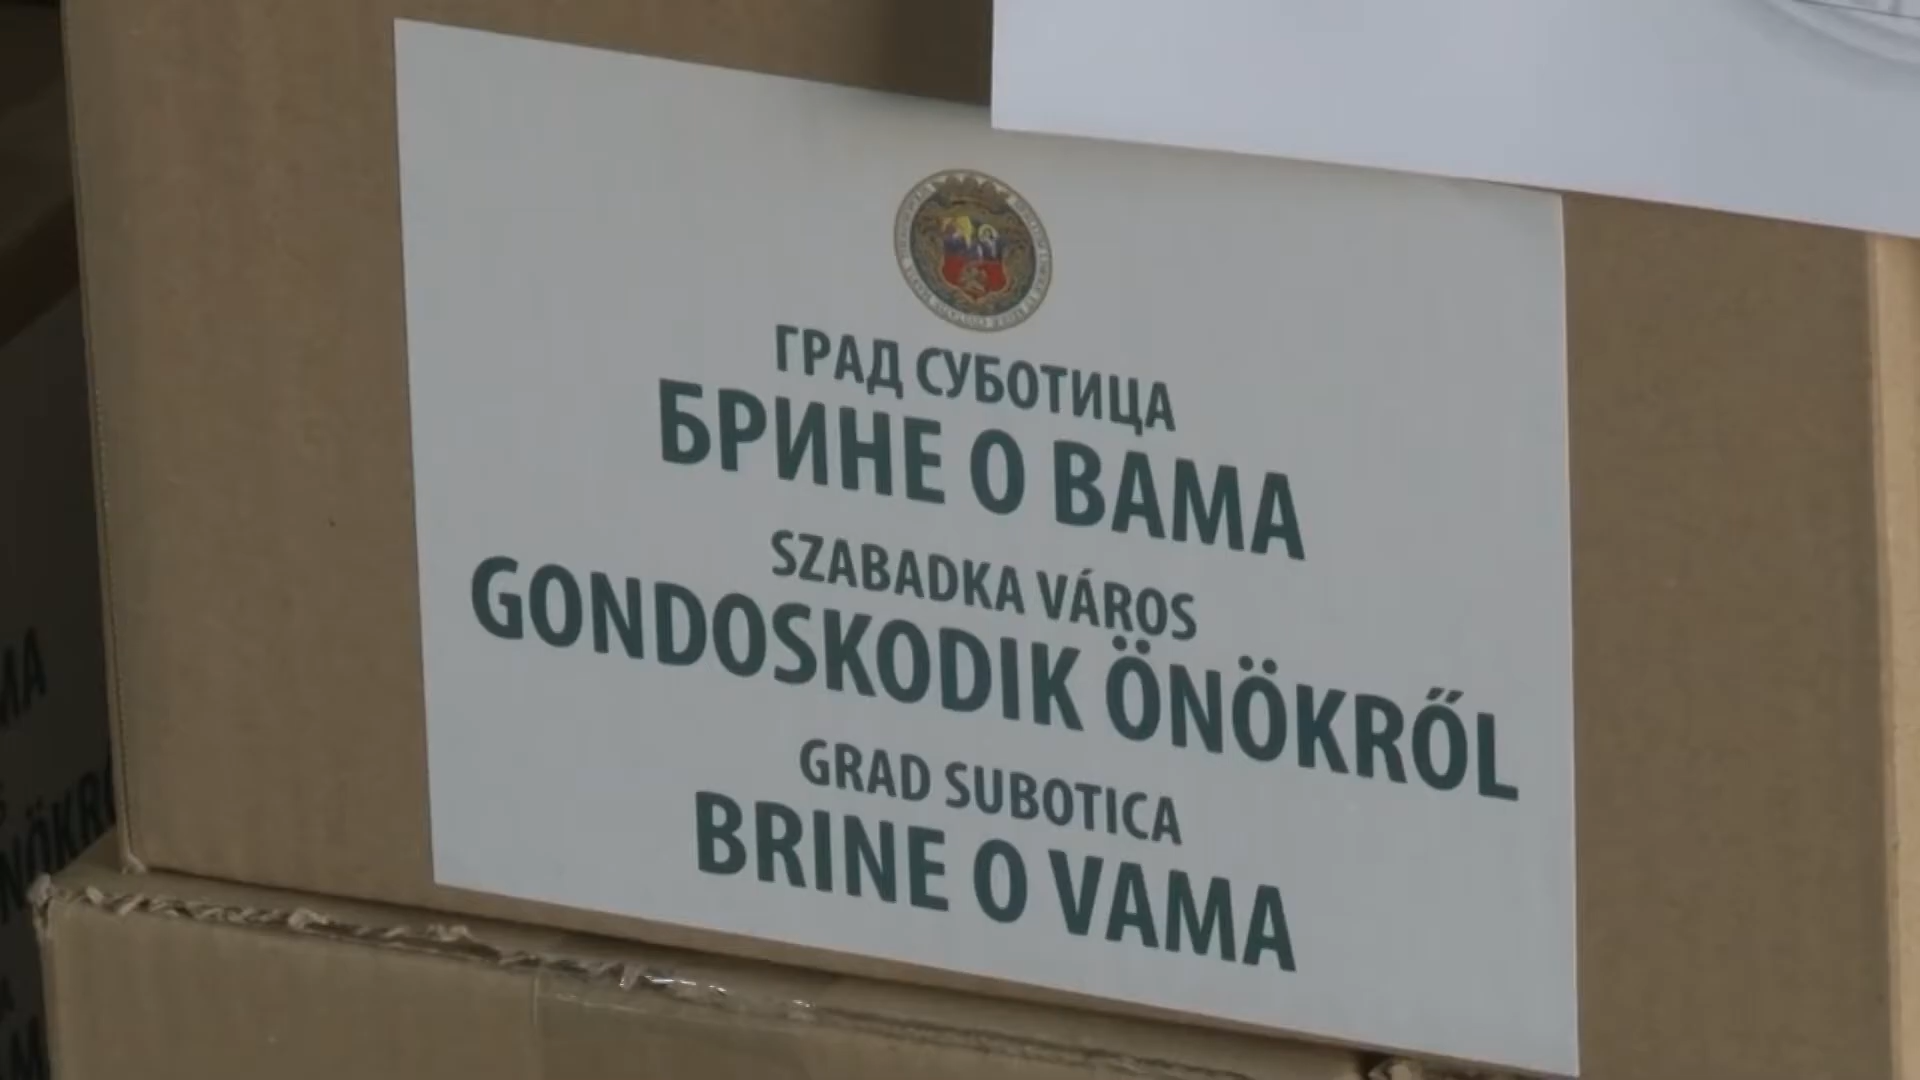 ГРАД СУБОТИЦА
БРИНЕ О ВАМА
SZABADKA VÁROS
GONDOSKODIK ÖNÖKRŐL
GRAD SUBOTICA
BRINE O VAMA